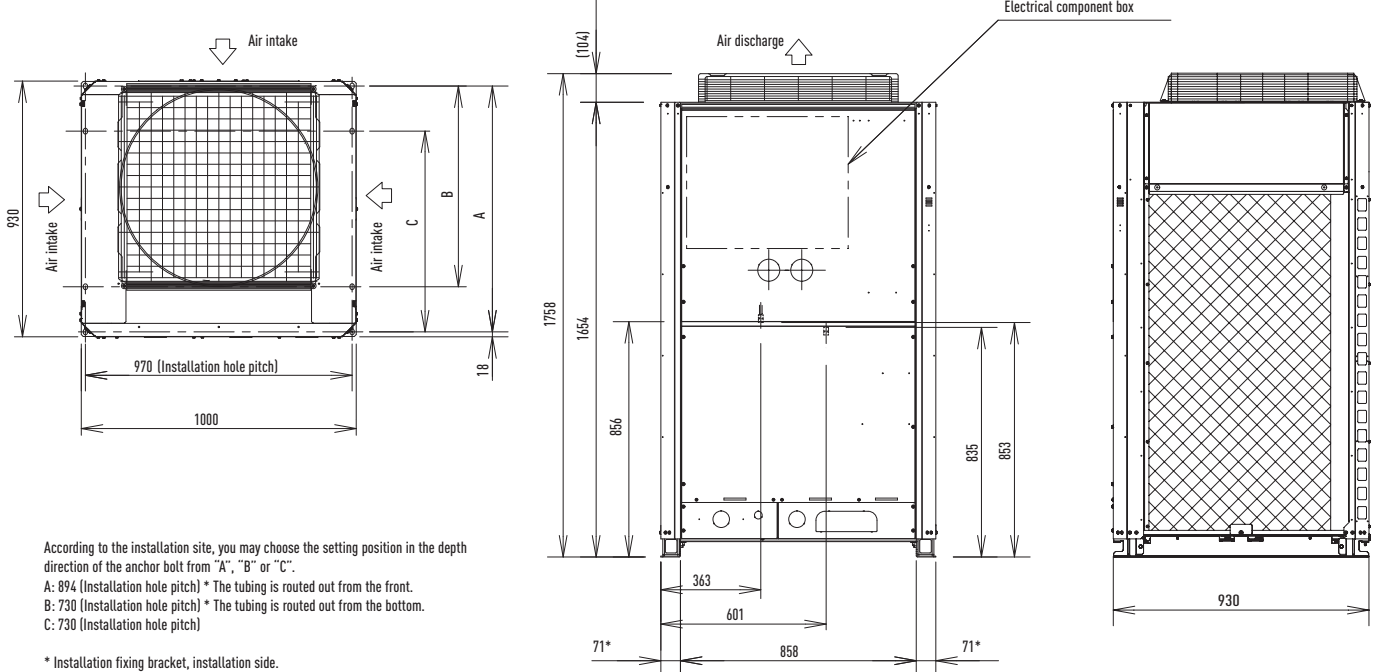 Electrical component box
Air intake
Air discharge
(104)
930
Air intake
Air intake
C
B
A
1758
1654
970 (Installation hole pitch)
18
1000
856
835
853
According to the installation site, you may choose the setting position in the depth
direction of the anchor bolt from "A", "B" or "C".
A: 894 (Installation hole pitch) * The tubing is routed out from the front.
B: 730 (Installation hole pitch) * The tubing is routed out from the bottom.
C: 730 (Installation hole pitch)
* Installation fixing bracket, installation side.
363
601
71*
858
71*
930